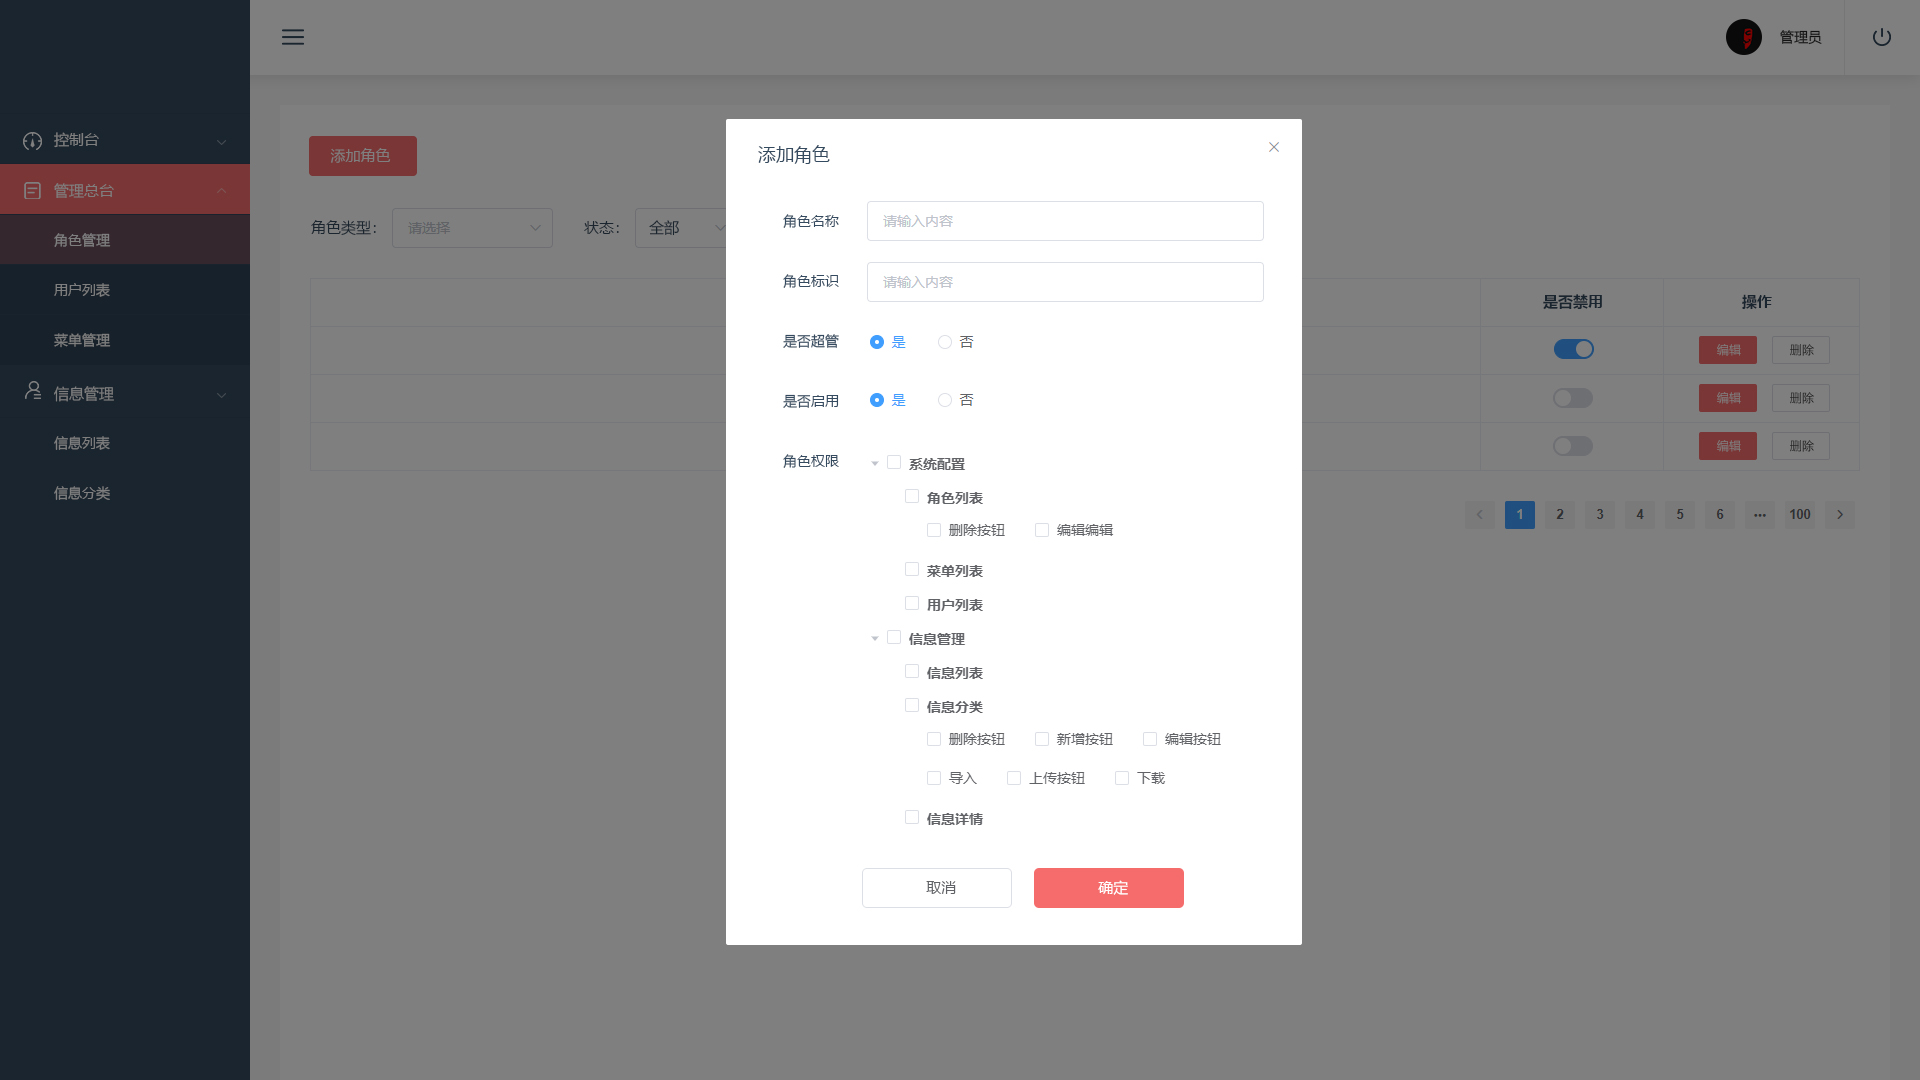 管理员
控制台
管理总台
角色管理
用户列表
菜单管理
信息管理
信息列表
信息分类
添加角色
角色类型： 请选择 状态： 全部
是否禁用 操作
编辑 删除
编辑 删除
编辑 删除
1 2 3 4 5 6 ··· 100
添加角色
角色名称 请输入内容
角色标识 请输入内容
是否超管 是 否
是否启用 是 否
角色权限 系统配置
角色列表
删除按钮 编辑编辑
菜单列表
用户列表
信息管理
信息列表
信息分类
删除按钮 新增按钮 编辑按钮
导入 上传按钮 下载
信息详情
取消 确定